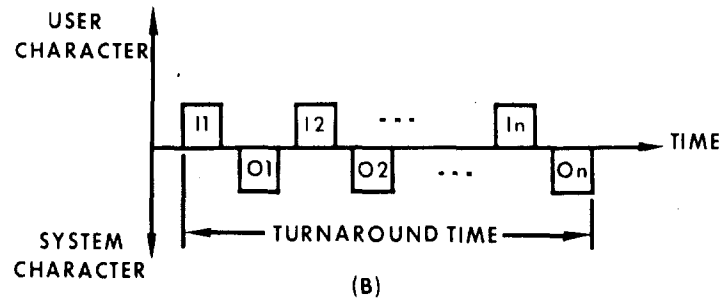 USER
CHARACTER
I1
I2
...
In
TIME
O1
O2
...
On
TURNAROUND TIME
SYSTEM
CHARACTER
(B)